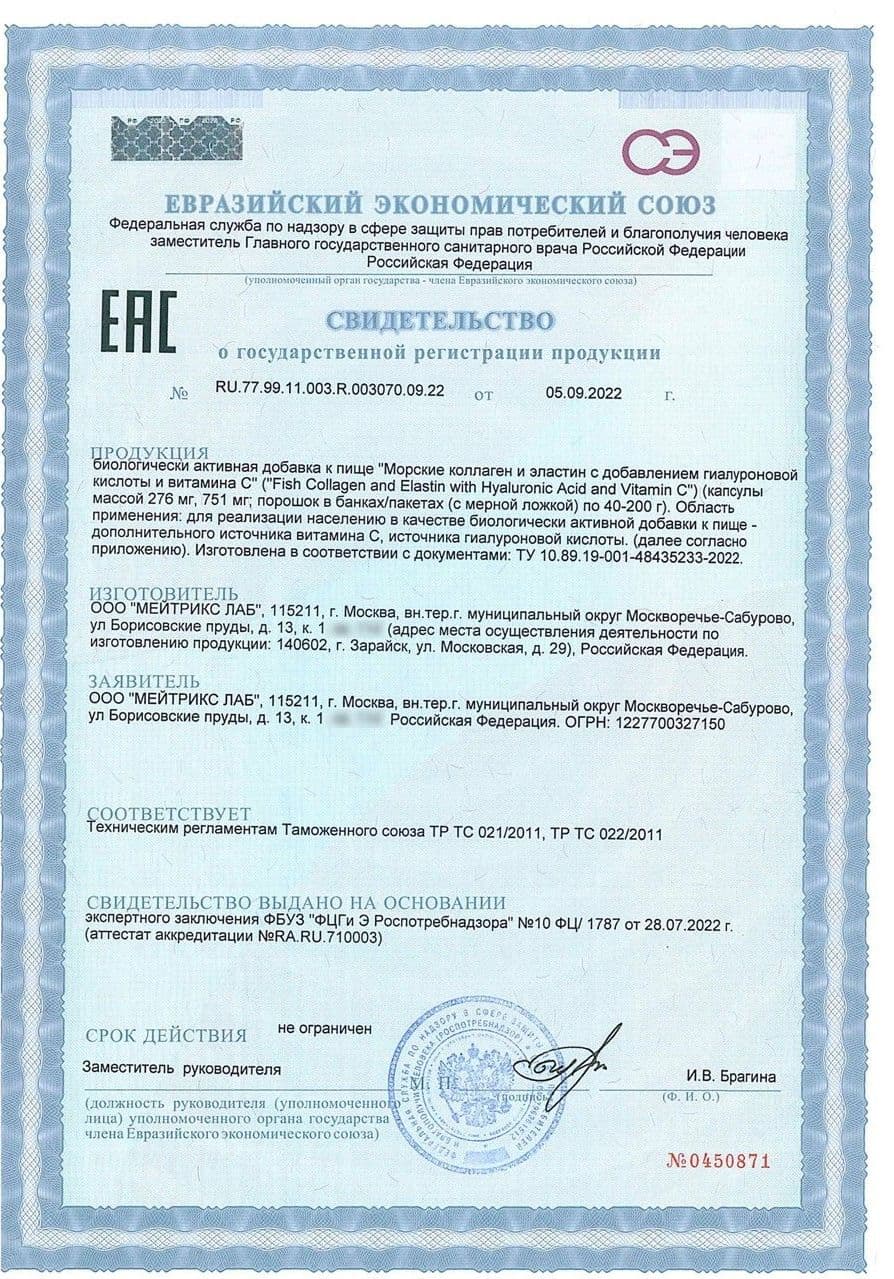 СЭ
ЕВРАЗИЙСКИЙ ЭКОНОМИЧЕСКИЙ СОЮЗ
Федеральная служба по надзору в сфере защиты прав потребителей и благополучия человека
заместитель Главного государственного санитарного врача Российской Федерации
Российская Федерация
(уполномоченный орган государства - члена Евразийского экономического союза)
EAC
СВИДЕТЕЛЬСТВО
о государственной регистрации продукции
№ RU.77.99.11.003.R.003070.09.22 от 05.09.2022 г.
ПРОДУКЦИЯ
биологически активная добавка к пище "Морские коллаген и эластин с добавлением гиалуроновой
кислоты и витамина С" ("Fish Collagen and Elastin with Hyaluronic Acid and Vitamin C") (капсулы
массой 276 мг, 751 мг; порошок в банках/пакетах (с мерной ложкой) по 40-200 г). Область
применения: для реализации населению в качестве биологически активной добавки к пище -
дополнительного источника витамина С, источника гиалуроновой кислоты. (далее согласно
приложению). Изготовлена в соответствии с документами: ТУ 10.89.19-001-48435233-2022.
ИЗГОТОВИТЕЛЬ
ООО "МЕЙТРИКС ЛАБ", 115211, г. Москва, вн.тер.г. муниципальный округ Москворечье-Сабурово,
ул Борисовские пруды, д. 13, к. 1 (адрес места осуществления деятельности по
изготовлению продукции: 140602, г. Зарайск, ул. Московская, д. 29), Российская Федерация.
ЗАЯВИТЕЛЬ
ООО "МЕЙТРИКС ЛАБ", 115211, г. Москва, вн.тер.г. муниципальный округ Москворечье-Сабурово,
ул Борисовские пруды, д. 13, к. 1 Российская Федерация. ОГРН: 1227700327150
СООТВЕТСТВУЕТ
Техническим регламентам Таможенного союза ТР ТС 021/2011, ТР ТС 022/2011
СВИДЕТЕЛЬСТВО ВЫДАНО НА ОСНОВАНИИ
экспертного заключения ФБУЗ "ФЦГи Э Роспотребнадзора" №10 ФЦ/ 1787 от 28.07.2022 г.
(аттестат аккредитации №RA.RU.710003)
СРОК ДЕЙСТВИЯ не ограничен
Заместитель руководителя
М. П.
(подпись)
И.В. Брагина
(Ф. И. О.)
(должность руководителя (уполномоченного
лица) уполномоченного органа государства
члена Евразийского экономического союза)
№0450871